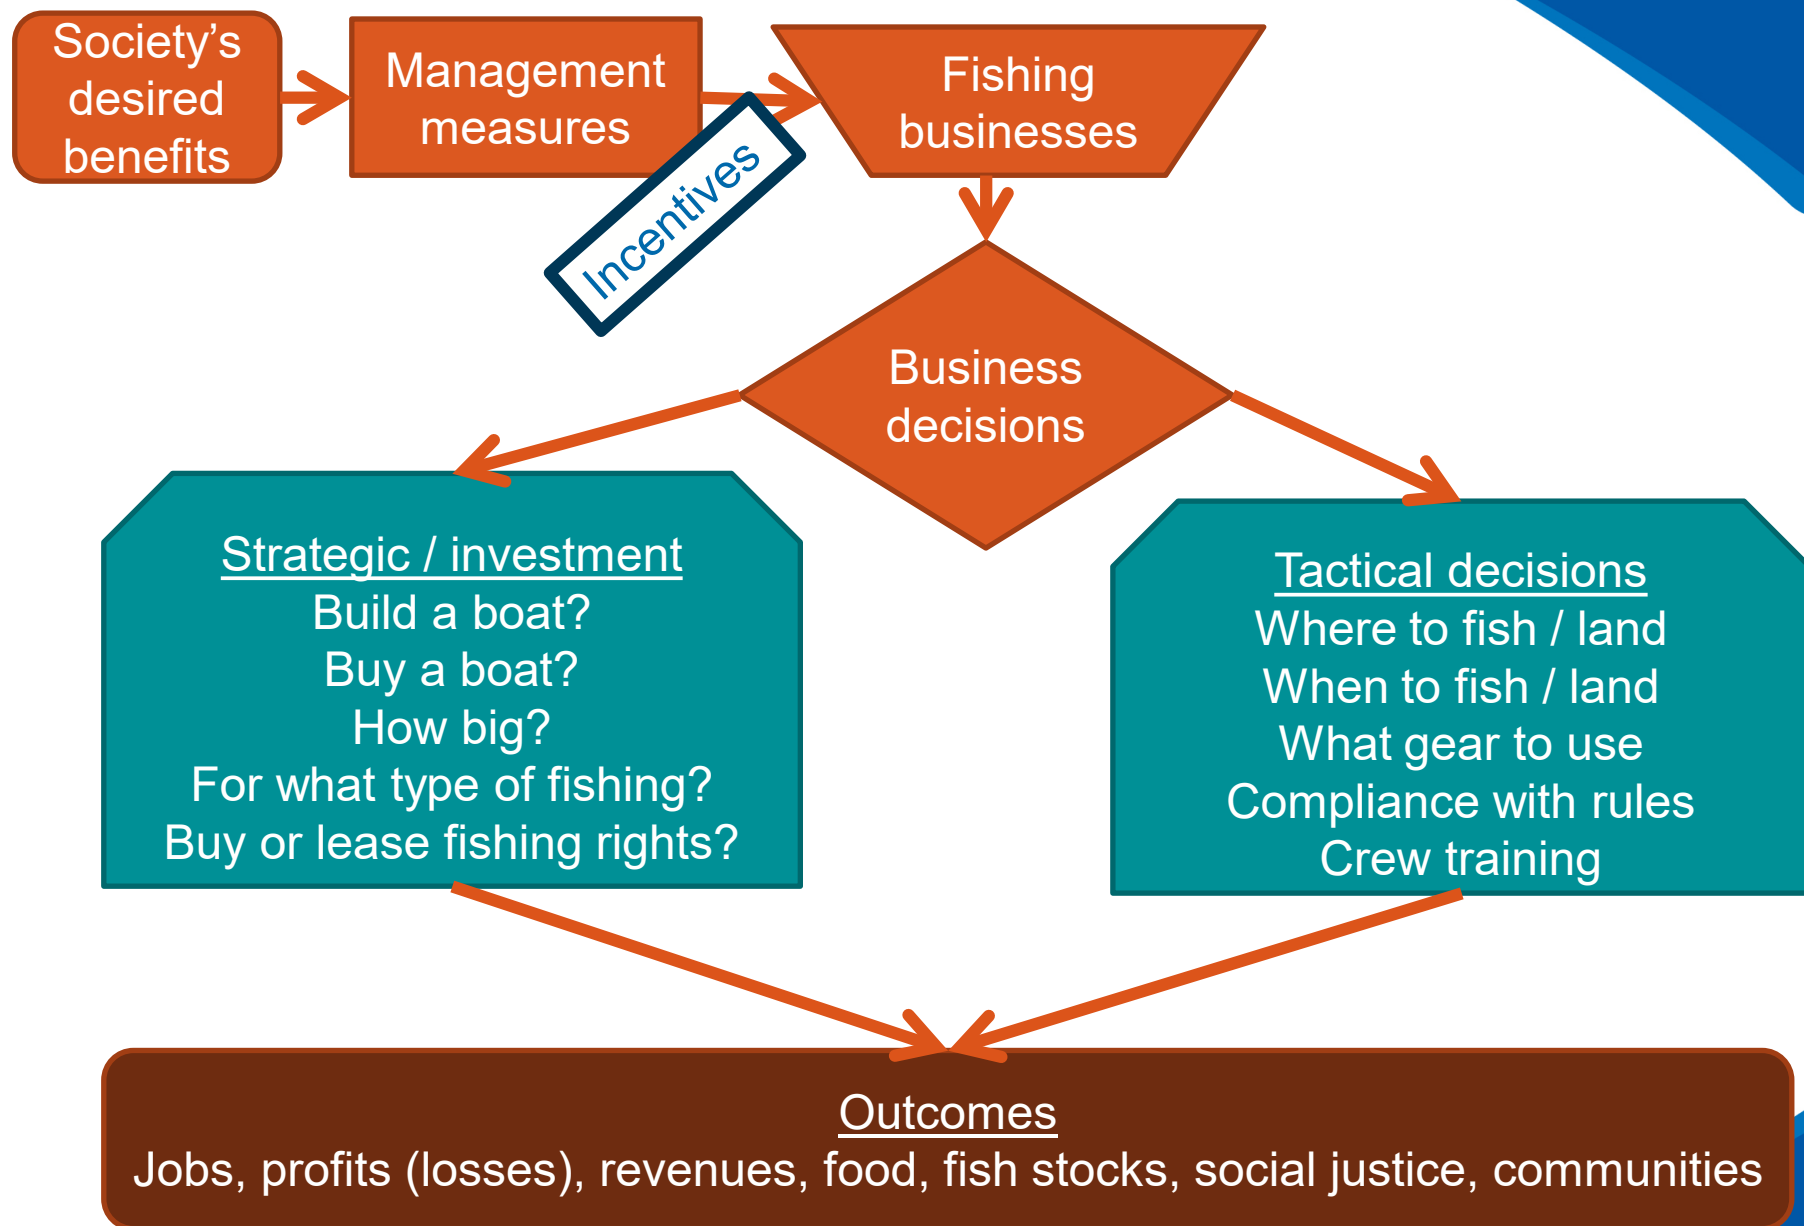 Society’s
desired
benefits
Management
measures
Fishing
businesses
Incentives
Business
decisions
Strategic / investment
Build a boat?
Buy a boat?
How big?
For what type of fishing?
Buy or lease fishing rights?
Tactical decisions
Where to fish / land
When to fish / land
What gear to use
Compliance with rules
Crew training
Outcomes
Jobs, profits (losses), revenues, food, fish stocks, social justice, communities